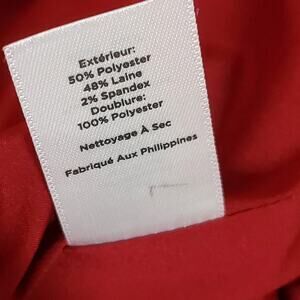 Extérieur:
50% Polyester
48% Laine
2% Spandex
Doublure:
100% Polyester
Nettoyage À Sec
Fabriqué Aux Philippines